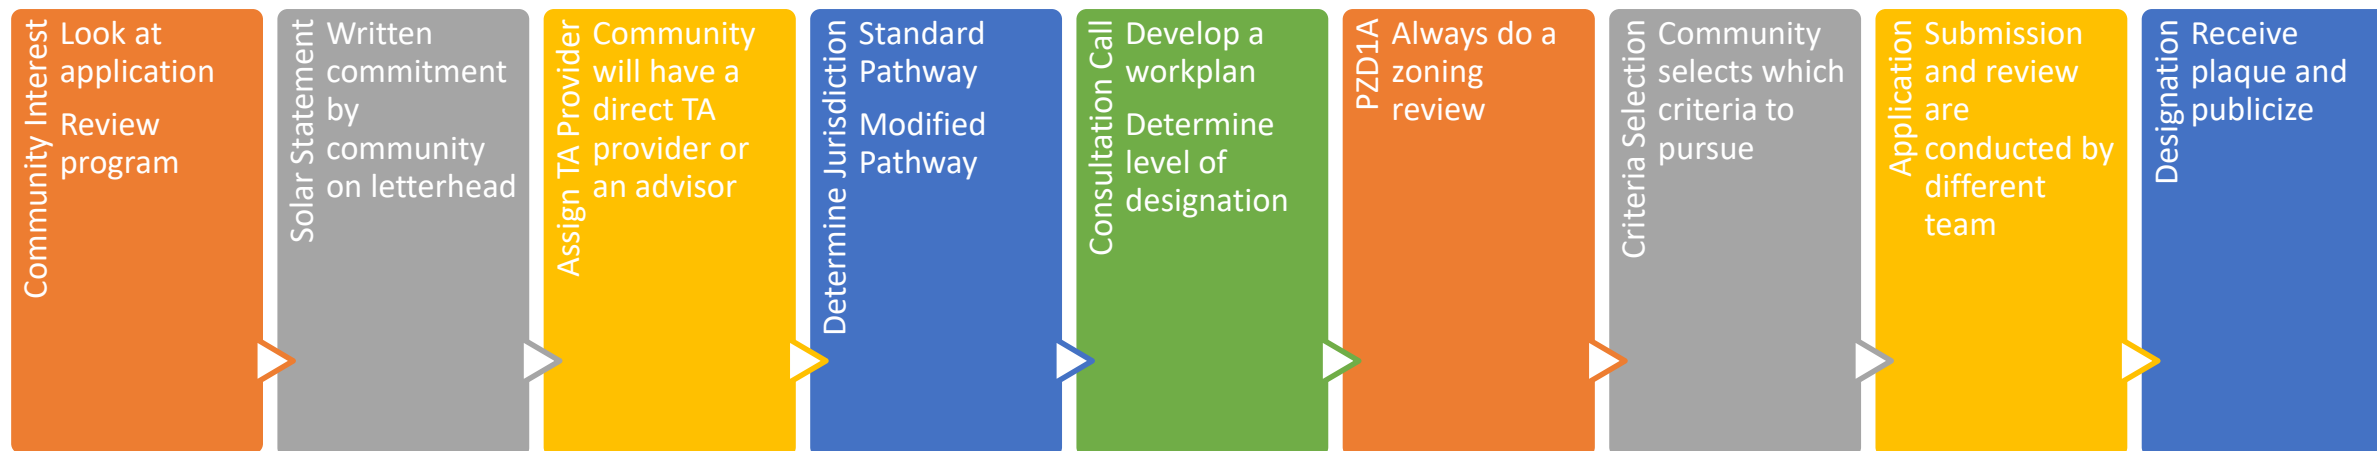 Community Interest
Look at
application
Review
program
Solar Statement
Written
commitment
by
community
on letterhead
Assign TA Provider
Community
will have a
direct TA
provider or
an advisor
Determine Jurisdiction
Standard
Pathway
Modified
Pathway
Consultation Call
Develop a
workplan
Determine
level of
designation
PZD1A
Always do a
zoning
review
Criteria Selection
Community
selects which
criteria to
pursue
Application
Submission
and review
are
conducted by
different
team
Designation
Receive
plaque and
publicize